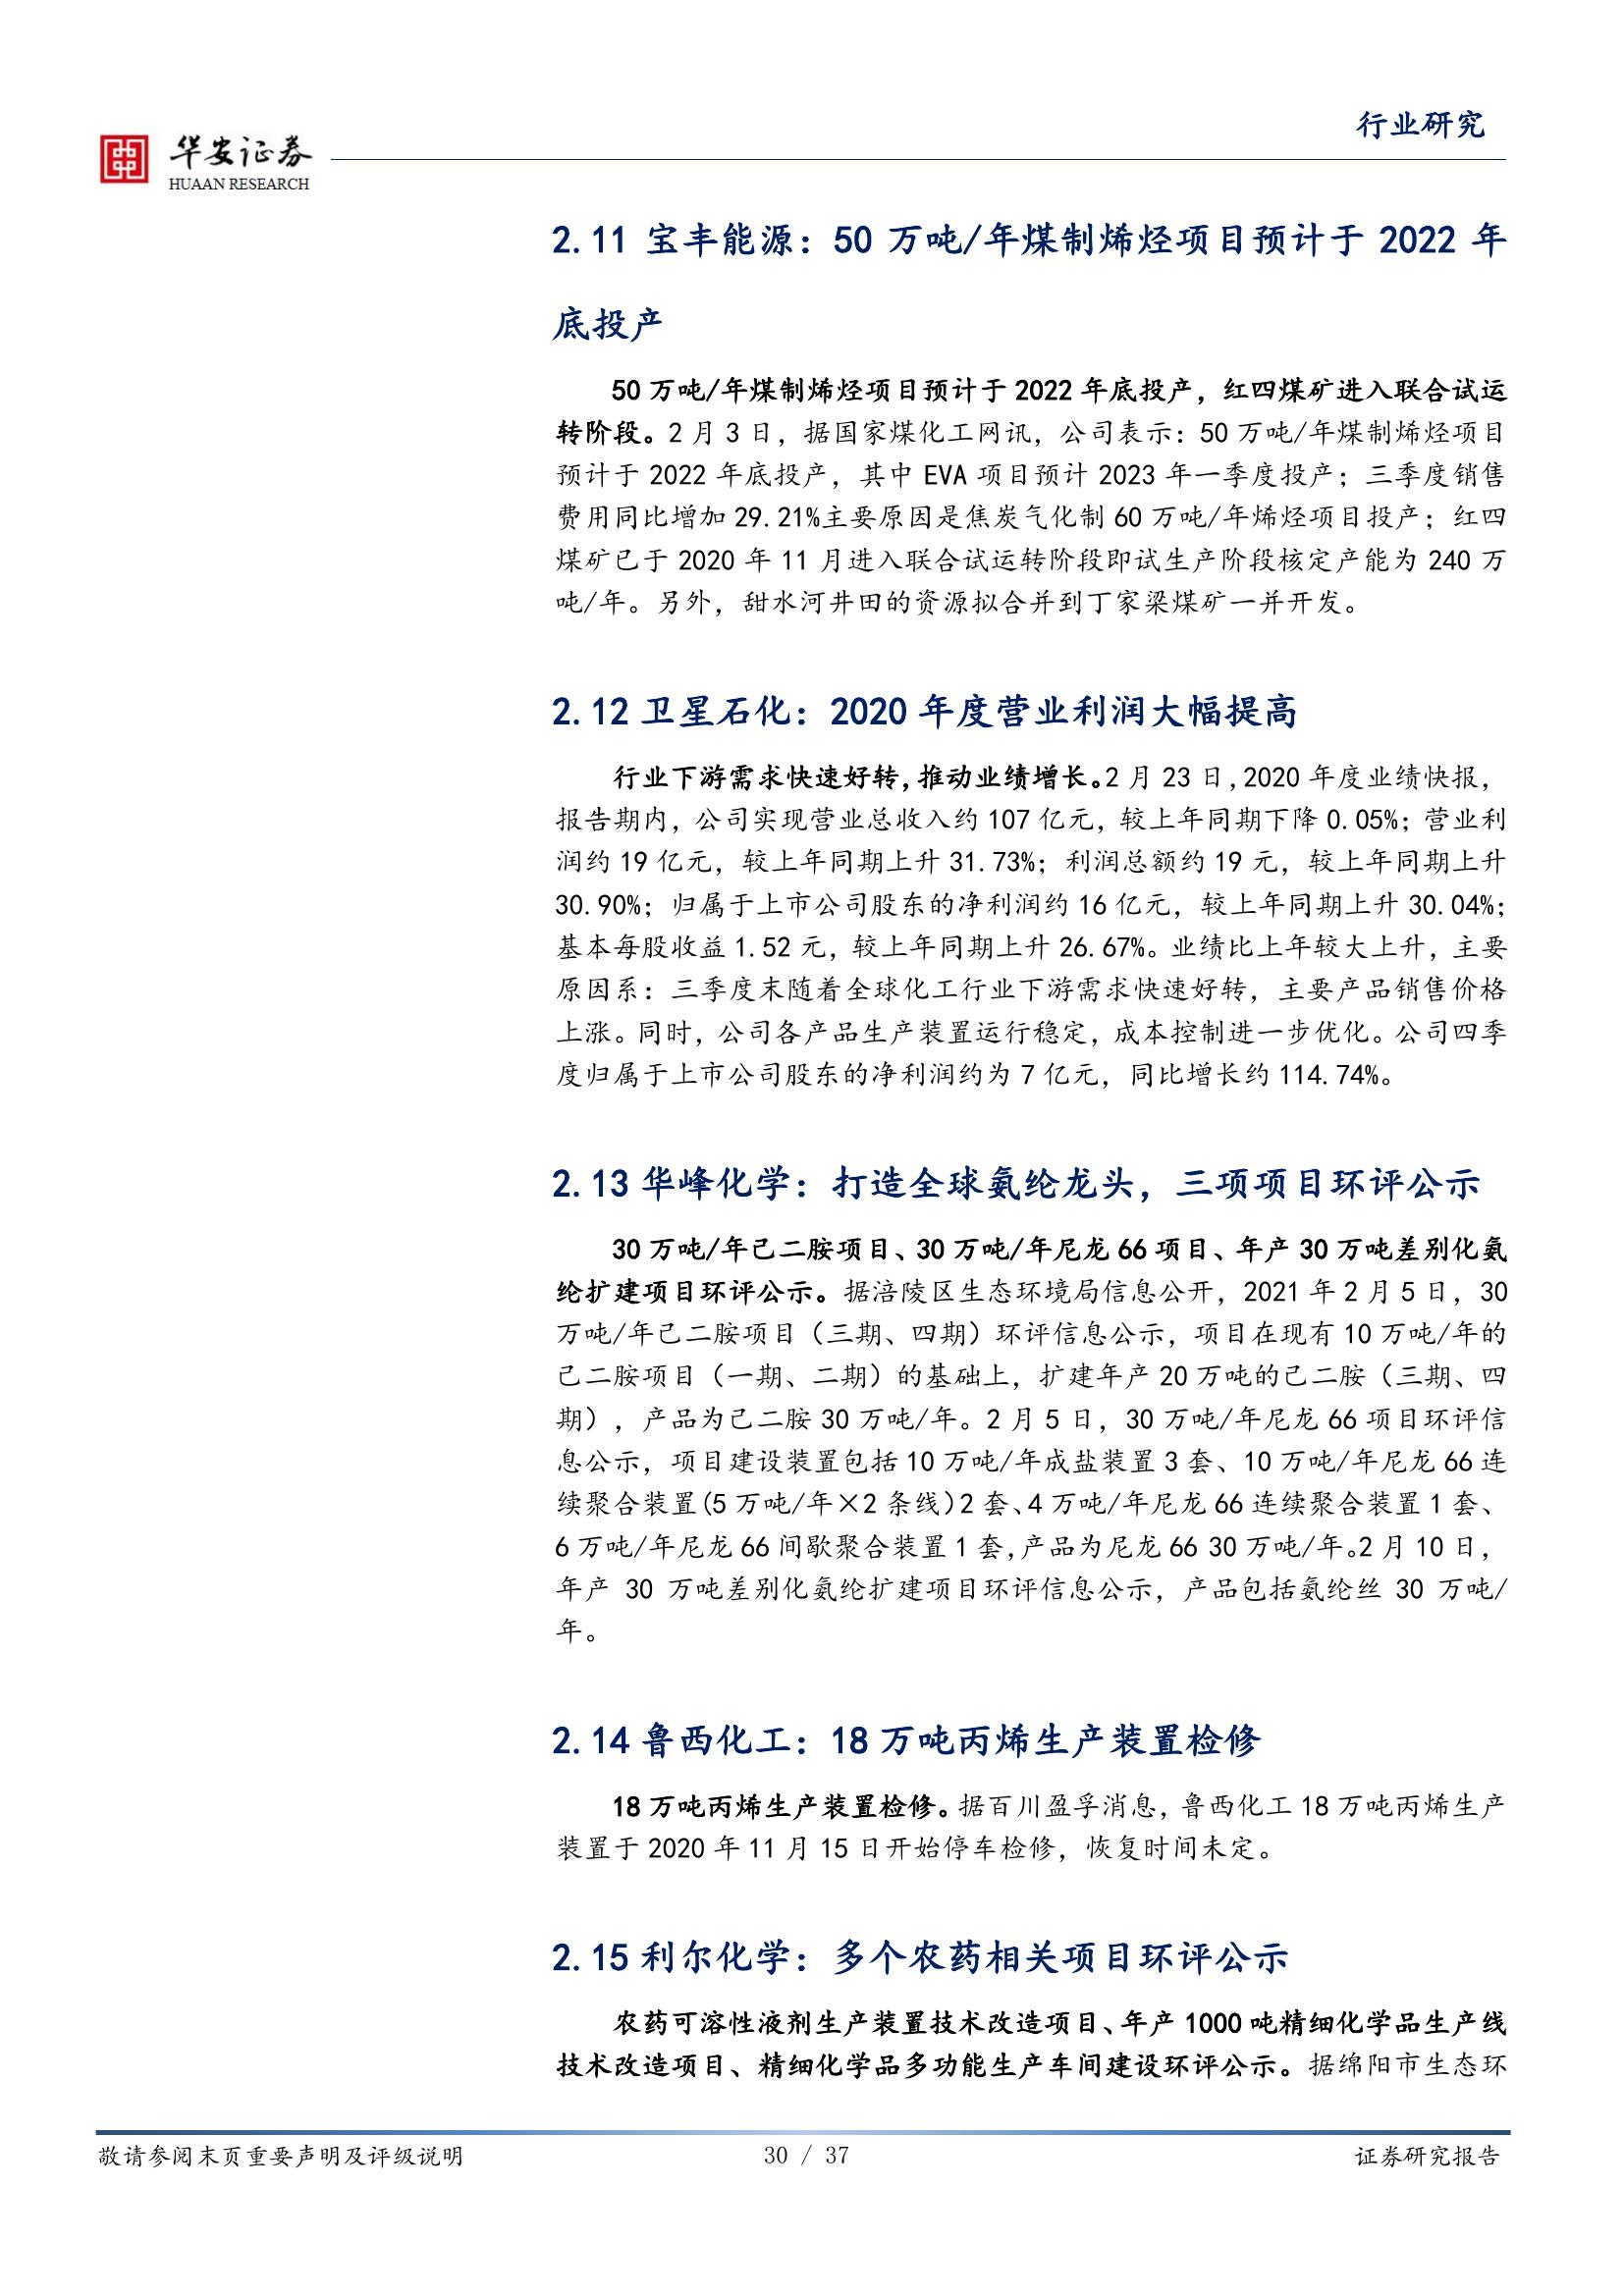 行业研究
华安证券
HUAAN RESEARCH
2.11 宝丰能源：50 万吨/年煤制烯烃项目预计于 2022 年
底投产
50 万吨/年煤制烯烃项目预计于 2022 年底投产，红四煤矿进入联合试运
转阶段。2 月 3 日，据国家煤化工网讯，公司表示：50 万吨/年煤制烯烃项目
预计于 2022 年底投产，其中 EVA 项目预计 2023 年一季度投产；三季度销售
费用同比增加 29.21%主要原因是焦炭气化制 60 万吨/年烯烃项目投产；红四
煤矿已于 2020 年 11 月进入联合试运转阶段即试生产阶段核定产能为 240 万
吨/年。另外，甜水河井田的资源拟合并到丁家梁煤矿一并开发。
2.12 卫星石化：2020 年度营业利润大幅提高
行业下游需求快速好转，推动业绩增长。2 月 23 日，2020 年度业绩快报，
报告期内，公司实现营业总收入约 107 亿元，较上年同期下降 0.05%；营业利
润约 19 亿元，较上年同期上升 31.73%；利润总额约 19 元，较上年同期上升
30.90%；归属于上市公司股东的净利润约 16 亿元，较上年同期上升 30.04%；
基本每股收益 1.52 元，较上年同期上升 26.67%。业绩比上年较大上升，主要
原因系：三季度末随着全球化工行业下游需求快速好转，主要产品销售价格
上涨。同时，公司各产品生产装置运行稳定，成本控制进一步优化。公司四季
度归属于上市公司股东的净利润约为 7 亿元，同比增长约 114.74%。
2.13 华峰化学：打造全球氨纶龙头，三项项目环评公示
30 万吨/年己二胺项目、30 万吨/年尼龙 66 项目、年产 30 万吨差别化氨
纶扩建项目环评公示。据涪陵区生态环境局信息公开，2021 年 2 月 5 日，30
万吨/年己二胺项目（三期、四期）环评信息公示，项目在现有 10 万吨/年的
己二胺项目（一期、二期）的基础上，扩建年产 20 万吨的己二胺（三期、四
期），产品为己二胺 30 万吨/年。2 月 5 日，30 万吨/年尼龙 66 项目环评信
息公示，项目建设装置包括 10 万吨/年成盐装置 3 套、10 万吨/年尼龙 66 连
续聚合装置(5 万吨/年×2 条线)2 套、4 万吨/年尼龙 66 连续聚合装置 1 套、
6 万吨/年尼龙 66 间歇聚合装置 1 套，产品为尼龙 66 30 万吨/年。2 月 10 日，
年产 30 万吨差别化氨纶扩建项目环评信息公示，产品包括氨纶丝 30 万吨/
年。
2.14 鲁西化工：18 万吨丙烯生产装置检修
18 万吨丙烯生产装置检修。据百川盈孚消息，鲁西化工 18 万吨丙烯生产
装置于 2020 年 11 月 15 日开始停车检修，恢复时间未定。
2.15 利尔化学：多个农药相关项目环评公示
农药可溶性液剂生产装置技术改造项目、年产 1000 吨精细化学品生产线
技术改造项目、精细化学品多功能生产车间建设环评公示。据绵阳市生态环
敬请参阅末页重要声明及评级说明
30 / 37
证券研究报告